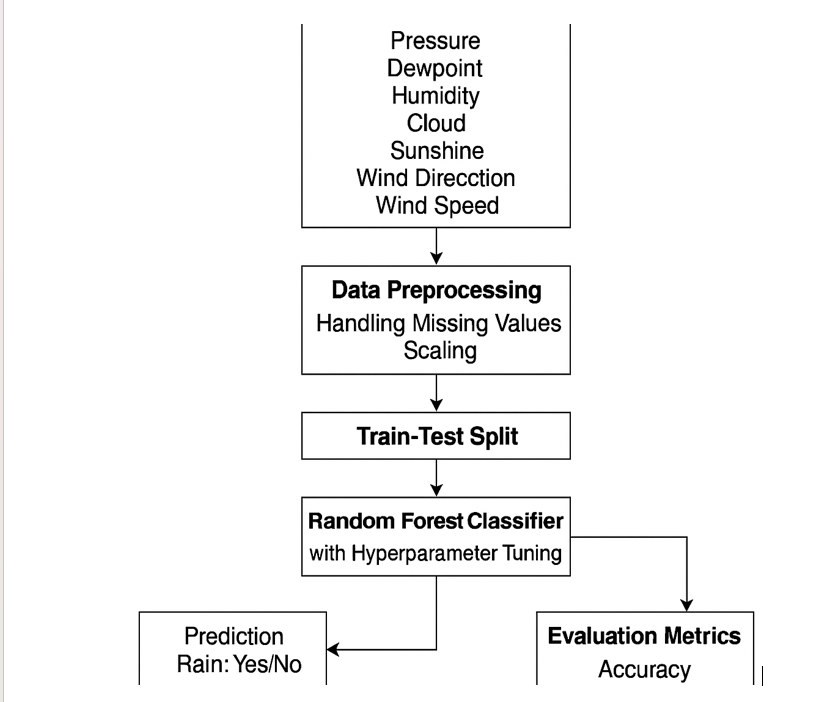 Pressure
Dewpoint
Humidity
Cloud
Sunshine
Wind Direcction
Wind Speed
Data Preprocessing
Handling Missing Values
Scaling
Train-Test Split
Random Forest Classifier
with Hyperparameter Tuning
Prediction
Rain: Yes/No
Evaluation Metrics
Accuracy